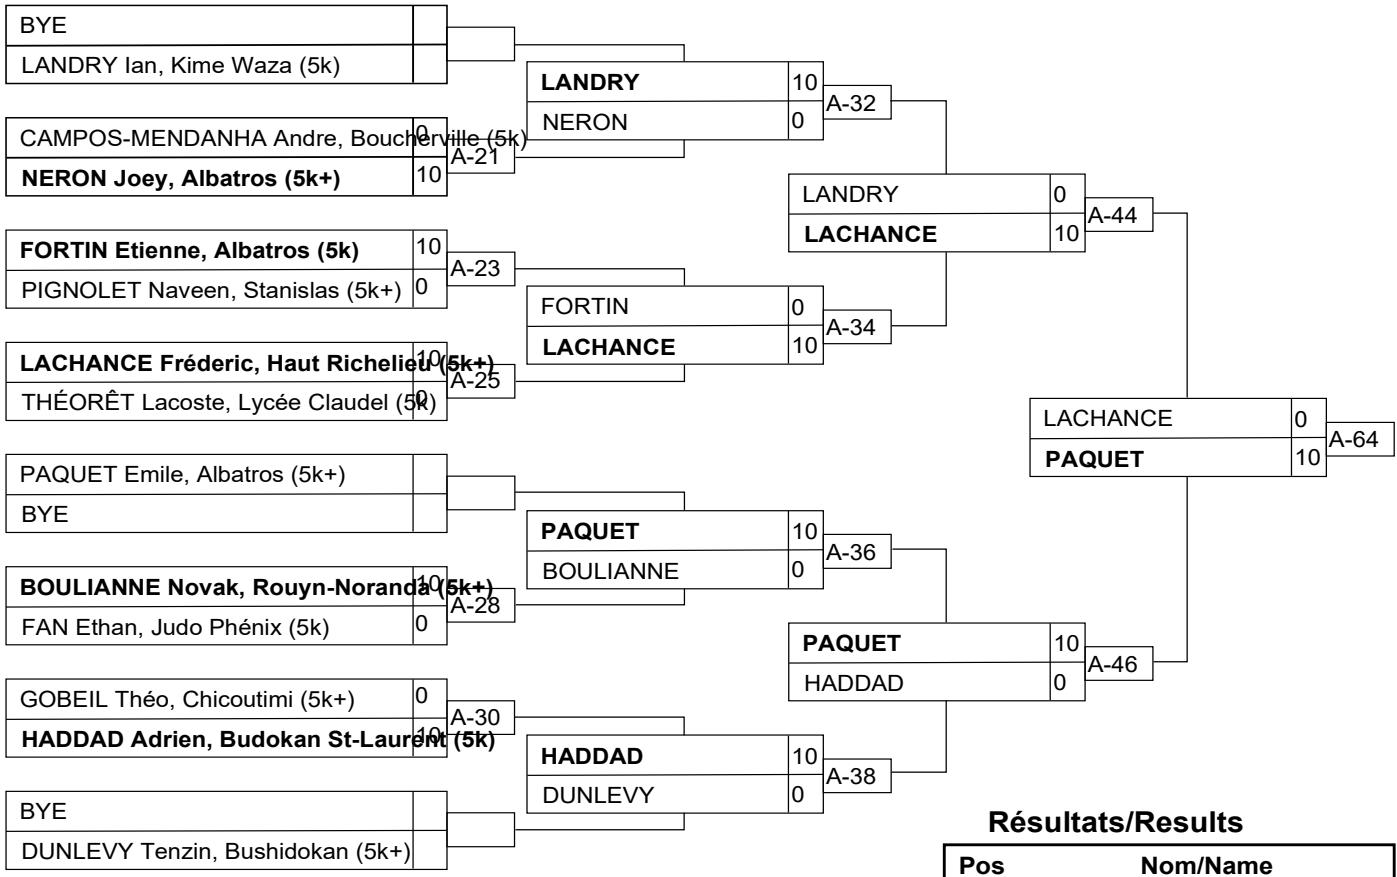 BYE
LANDRY Ian, Kime Waza (5k)
CAMPOS-MENDANHA Andre, Boucherville (5k) 0
NERON Joey, Albatros (5k+) 10
A-21
FORTIN Etienne, Albatros (5k) 10
PIGNOLET Naveen, Stanislas (5k+) 0
A-23
LACHANCE Fréderic, Haut Richelieu (5k+) 10
THÉORÊT Lacoste, Lycée Claudel (5k) 0
A-25
PAQUET Emile, Albatros (5k+)
BYE
BOULIANNE Novak, Rouyn-Noranda (5k+) 10
FAN Ethan, Judo Phénix (5k) 0
A-28
GOBEIL Théo, Chicoutimi (5k+) 0
HADDAD Adrien, Budokan St-Laurent (5k) 10
A-30
BYE
DUNLEVY Tenzin, Bushidokan (5k+)
LANDRY 10
NERON 0
A-32
FORTIN 0
LACHANCE 10
A-34
PAQUET 10
BOULIANNE 0
A-36
HADDAD 10
DUNLEVY 0
A-38
LANDRY 0
LACHANCE 10
A-44
PAQUET 10
HADDAD 0
A-46
LACHANCE 0
PAQUET 10
A-64
Résultats/Results
Pos Nom/Name